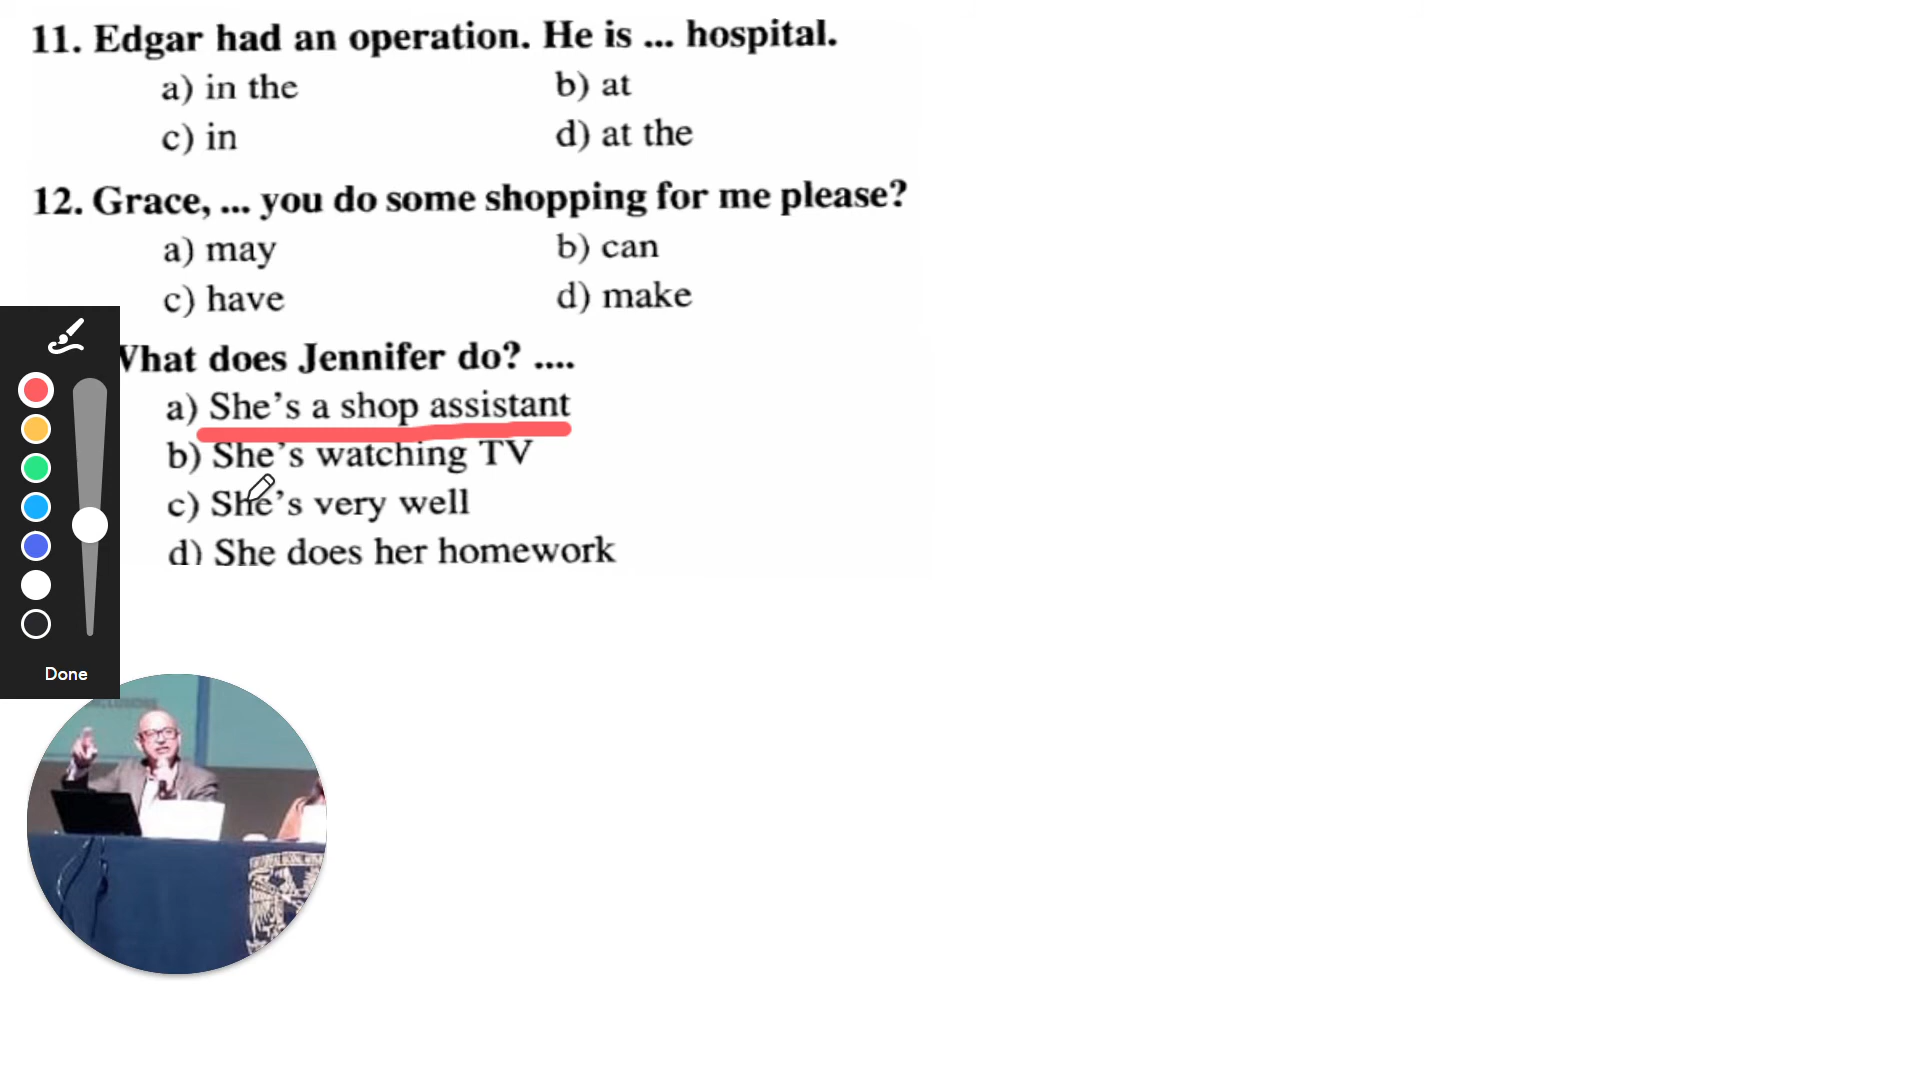 11. Edgar had an operation. He is ... hospital.
a) in the
b) at
c) in
d) at the
12. Grace, ... you do some shopping for me please?
a) may
b) can
c) have
d) make
What does Jennifer do? ....
a) She's a shop assistant
b) She's watching TV
c) She's very well
d) She does her homework
Done